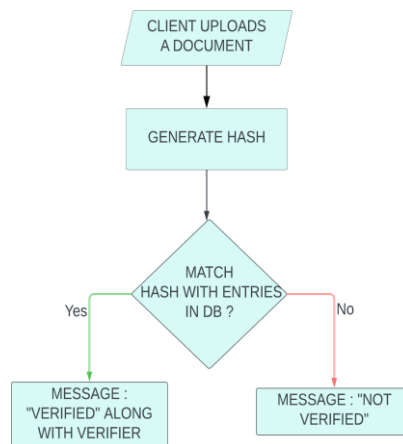 CLIENT UPLOADS
A DOCUMENT
GENERATE HASH
MATCH
HASH WITH ENTRIES
IN DB ?
Yes
No
MESSAGE :
"VERIFIED" ALONG
WITH VERIFIER
MESSAGE : "NOT
VERIFIED"